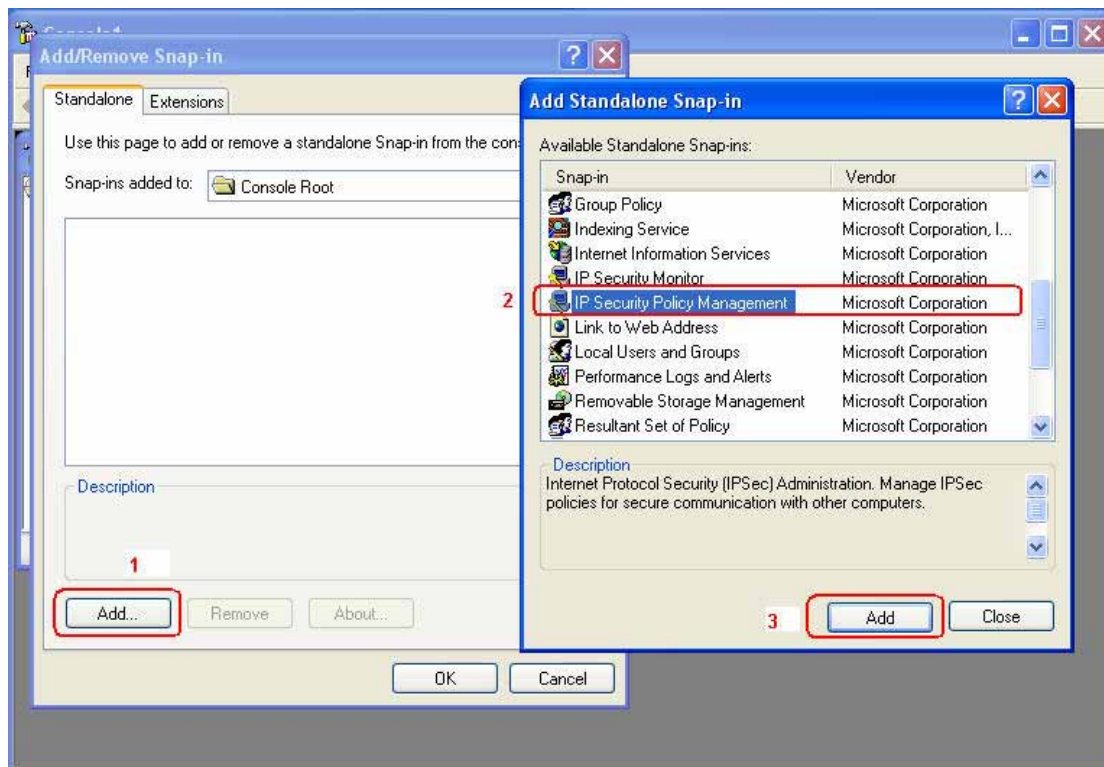 Add/Remove Snap-in
Standalone
Extensions
Use this page to add or remove a standalone Snap-in from the con
Snap-ins added to:
Console Root
Description
1
Add...
Remove
About...
OK
Cancel
Add Standalone Snap-in
Available Standalone Snap-ins:
Snap-in Vendor
Group Policy Microsoft Corporation
Indexing Service Microsoft Corporation, I...
Internet Information Services Microsoft Corporation
IP Security Monitor Microsoft Corporation
2
IP Security Policy Management Microsoft Corporation
Link to Web Address Microsoft Corporation
Local Users and Groups Microsoft Corporation
Performance Logs and Alerts Microsoft Corporation
Removable Storage Management Microsoft Corporation
Resultant Set of Policy Microsoft Corporation
Description
Internet Protocol Security (IPSec) Administration. Manage IPSec
policies for secure communication with other computers.
3
Add
Close